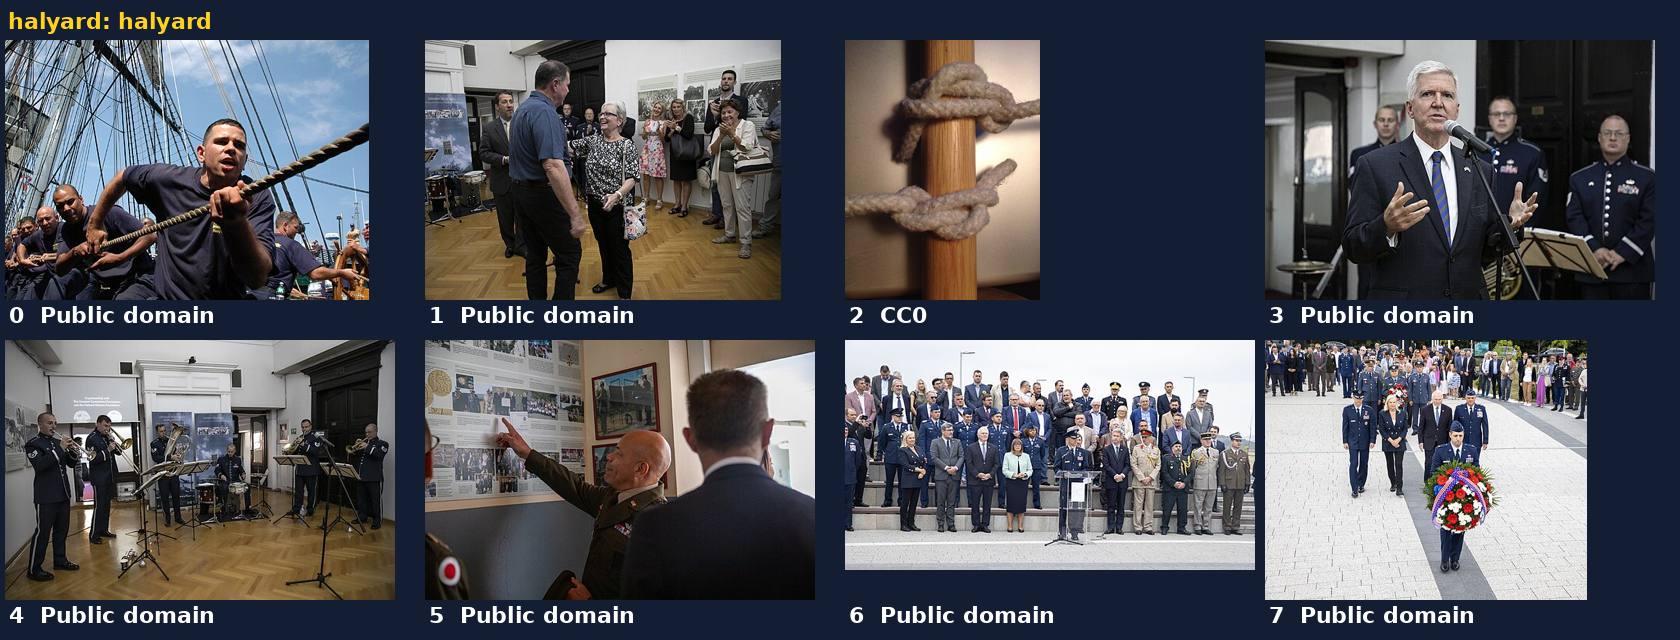 halyard: halyard
0 Public domain
1 Public domain
2 CC0
3 Public domain
4 Public domain
5 Public domain
6 Public domain
7 Public domain